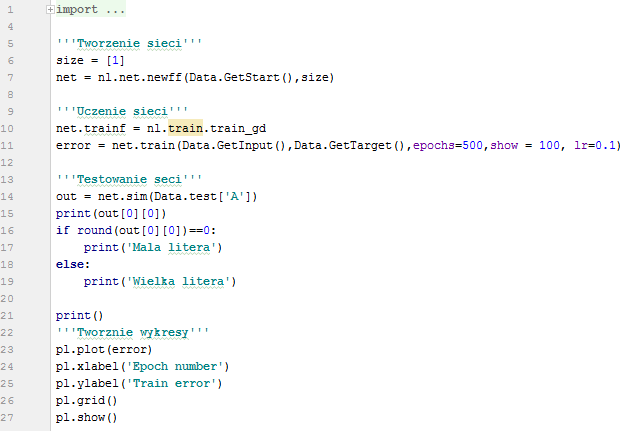 1 import ...
4
5 '''Tworzenie sieci'''
6 size = [1]
7 net = nl.net.newff(Data.GetStart(),size)
8
9 '''Uczenie sieci'''
10 net.trainf = nl.train.train_gd
11 error = net.train(Data.GetInput(),Data.GetTarget(),epochs=500,show = 100, lr=0.1)
12
13 '''Testowanie seci'''
14 out = net.sim(Data.test['A'])
15 print(out[0][0])
16 if round(out[0][0])==0:
17     print('Mala litera')
18 else:
19     print('Wielka litera')
20
21 print()
22 '''Tworznie wykresy'''
23 pl.plot(error)
24 pl.xlabel('Epoch number')
25 pl.ylabel('Train error')
26 pl.grid()
27 pl.show()